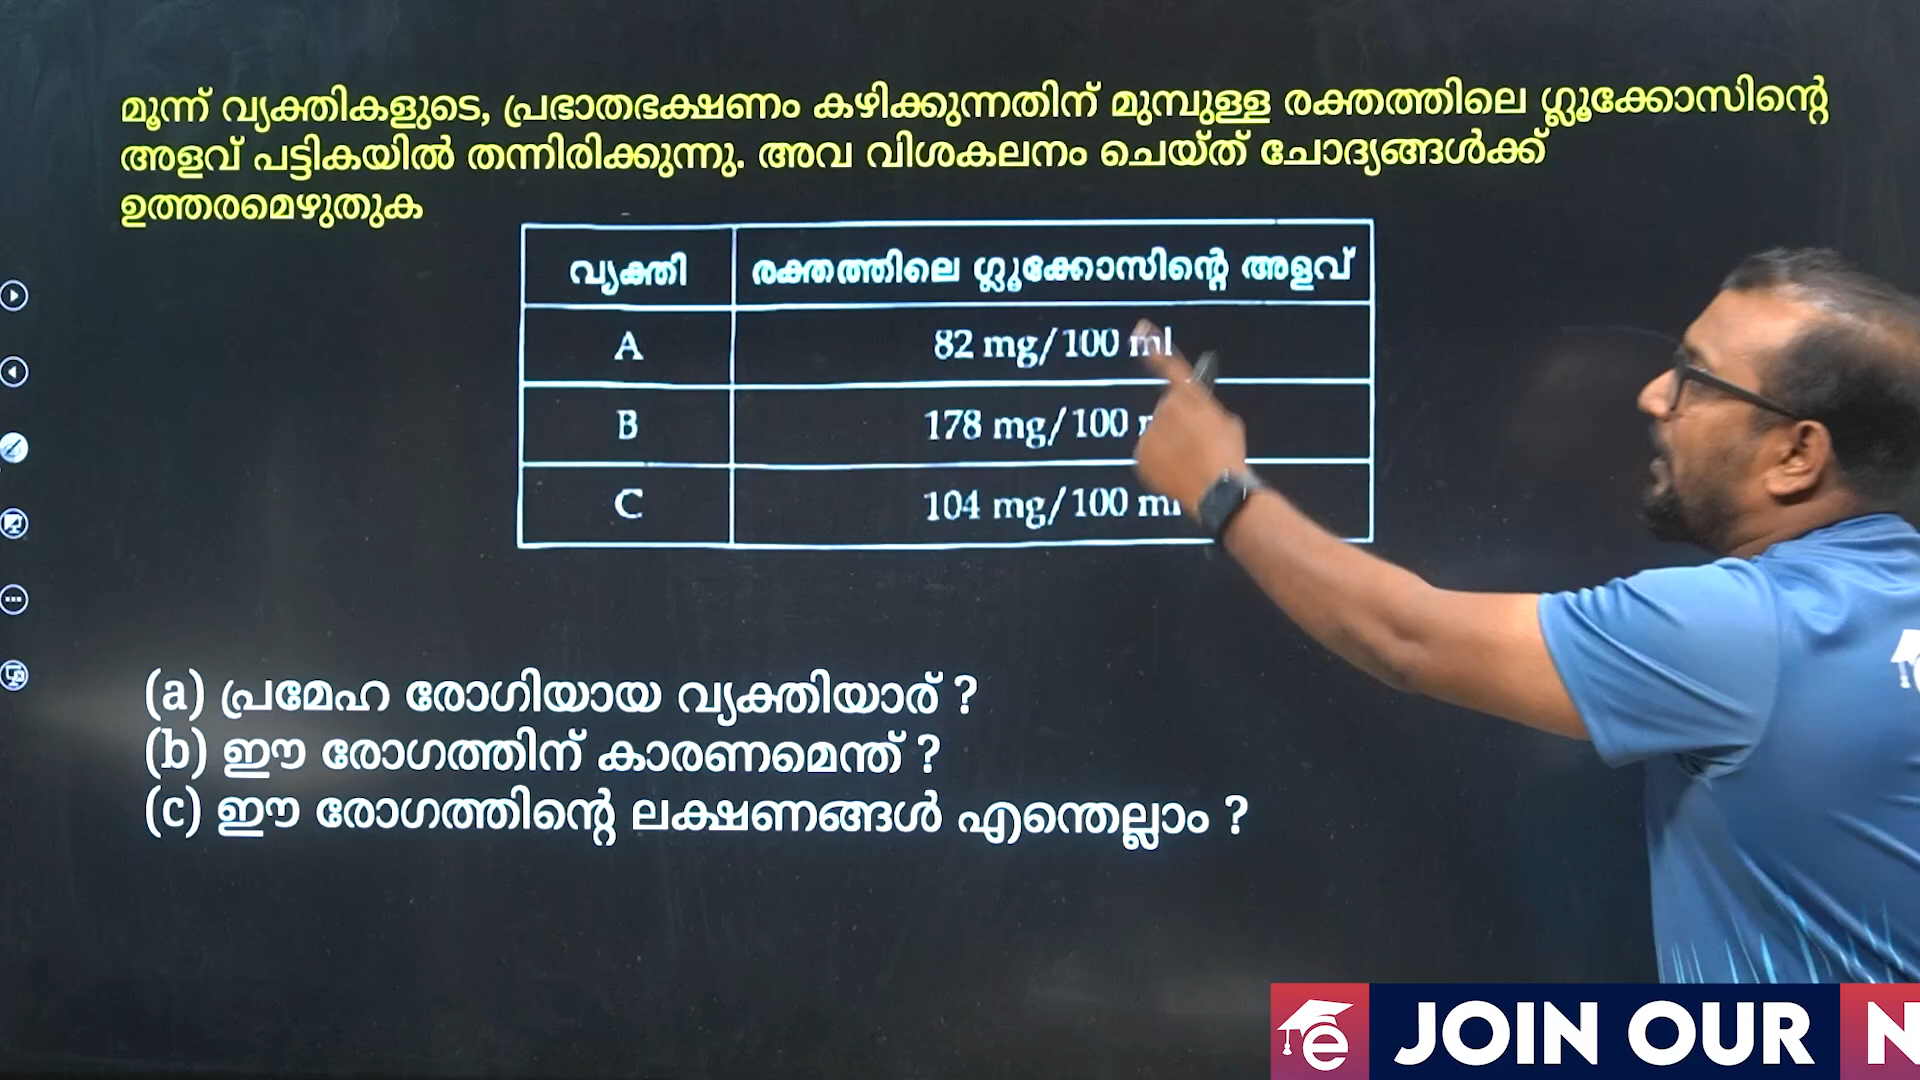 മൂന്ന് വ്യക്തികളുടെ, പ്രഭാതഭക്ഷണം കഴിക്കുന്നതിന് മുമ്പുള്ള രക്തത്തിലെ ഗ്ലൂക്കോസിന്റെ
അളവ് പട്ടികയിൽ തന്നിരിക്കുന്നു. അവ വിശകലനം ചെയ്ത് ചോദ്യങ്ങൾക്ക്
ഉത്തരമെഴുതുക
വ്യക്തി രക്തത്തിലെ ഗ്ലൂക്കോസിന്റെ അളവ്
A 82 mg/100 ml
B 178 mg/100
C 104 mg/100 ml
(a) പ്രമേഹ രോഗിയായ വ്യക്തിയാര് ?
(b) ഈ രോഗത്തിന് കാരണമെന്ത് ?
(c) ഈ രോഗത്തിന്റെ ലക്ഷണങ്ങൾ എന്തെല്ലാം ?
e JOIN OUR N